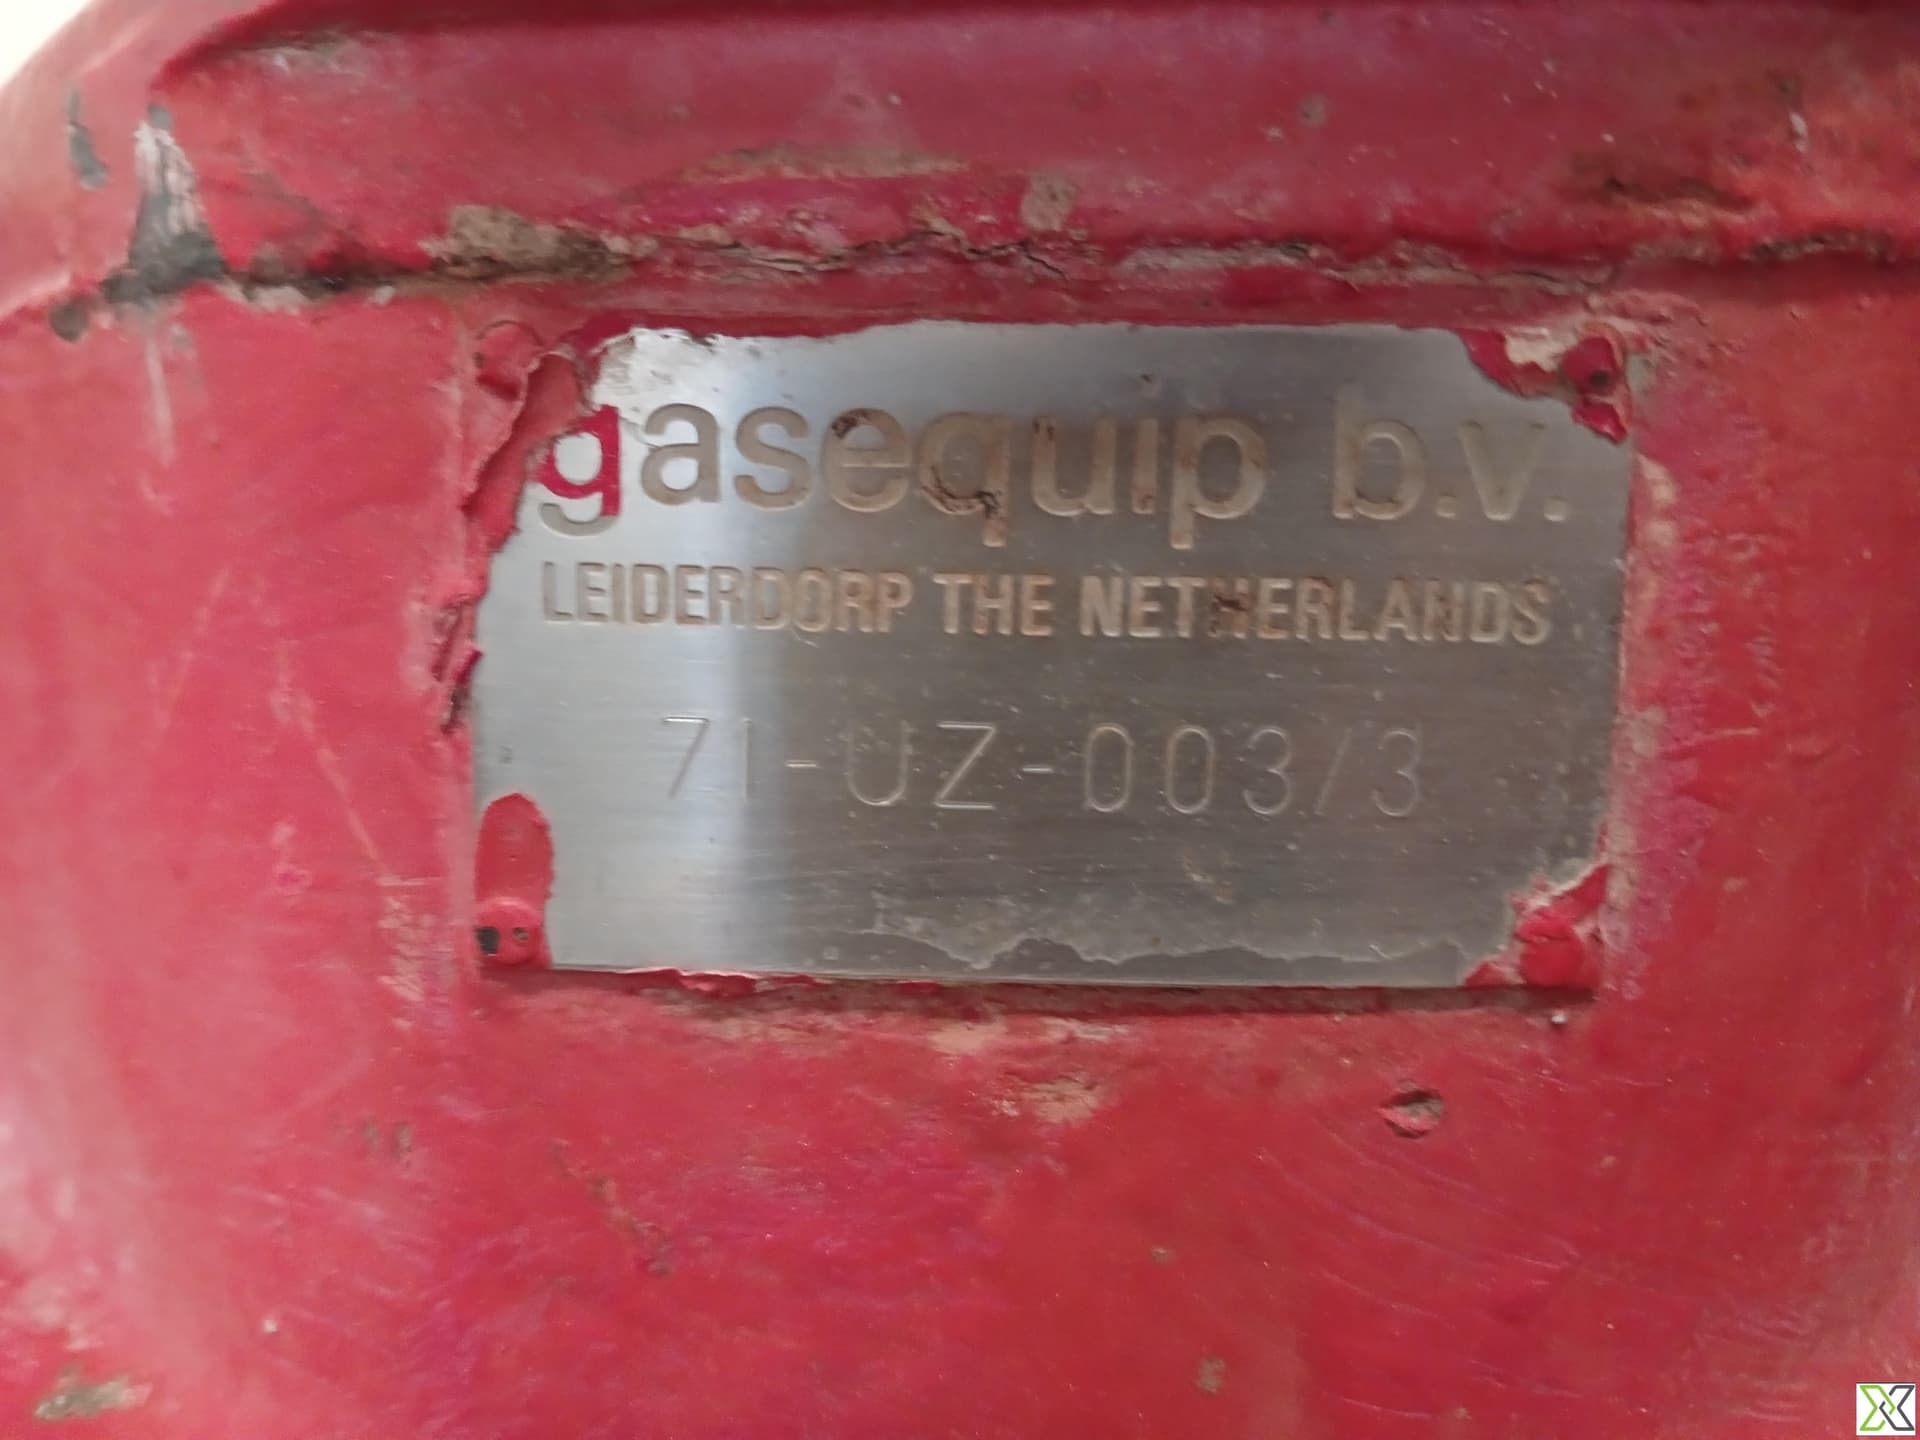 gasequip b.v.
LEIDERDORP THE NETHERLANDS
71-UZ-003/3